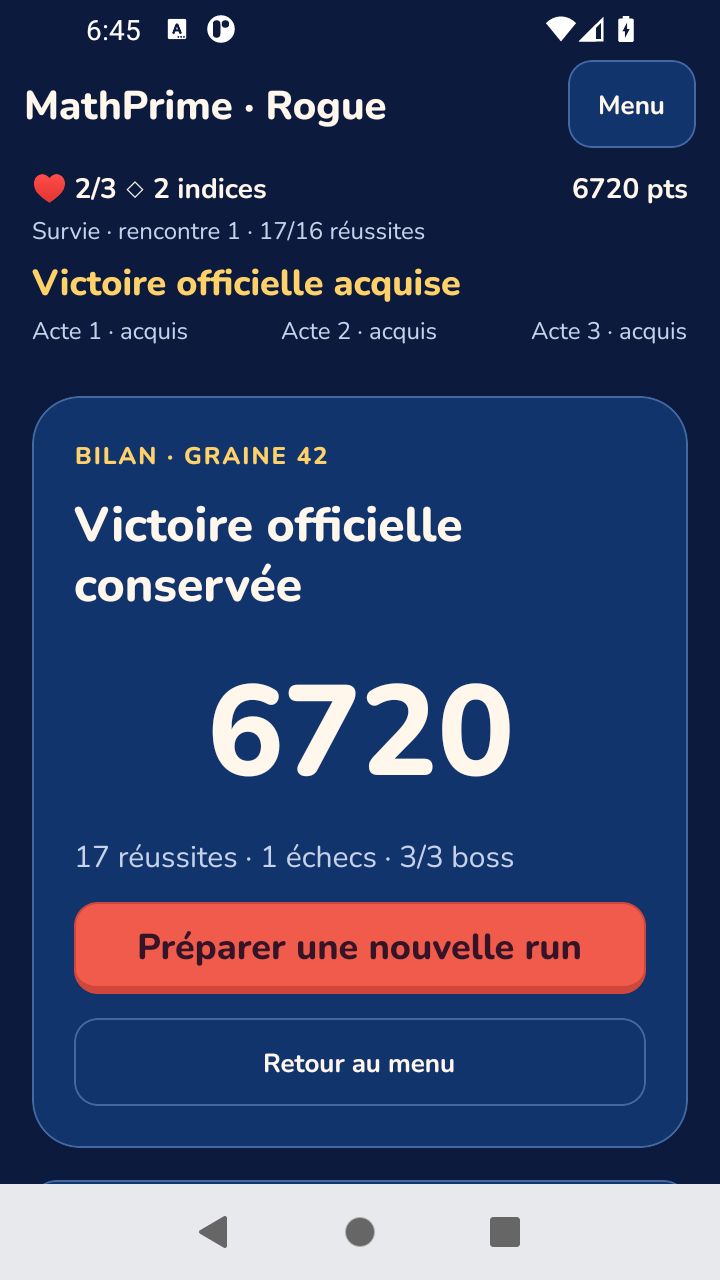 6:45
MathPrime · Rogue
Menu
❤️ 2/3 ◇ 2 indices
6720 pts
Survie · rencontre 1 · 17/16 réussites
Victoire officielle acquise
Acte 1 · acquis
Acte 2 · acquis
Acte 3 · acquis
BILAN · GRAINE 42
Victoire officielle
conservée
6720
17 réussites · 1 échecs · 3/3 boss
Préparer une nouvelle run
Retour au menu